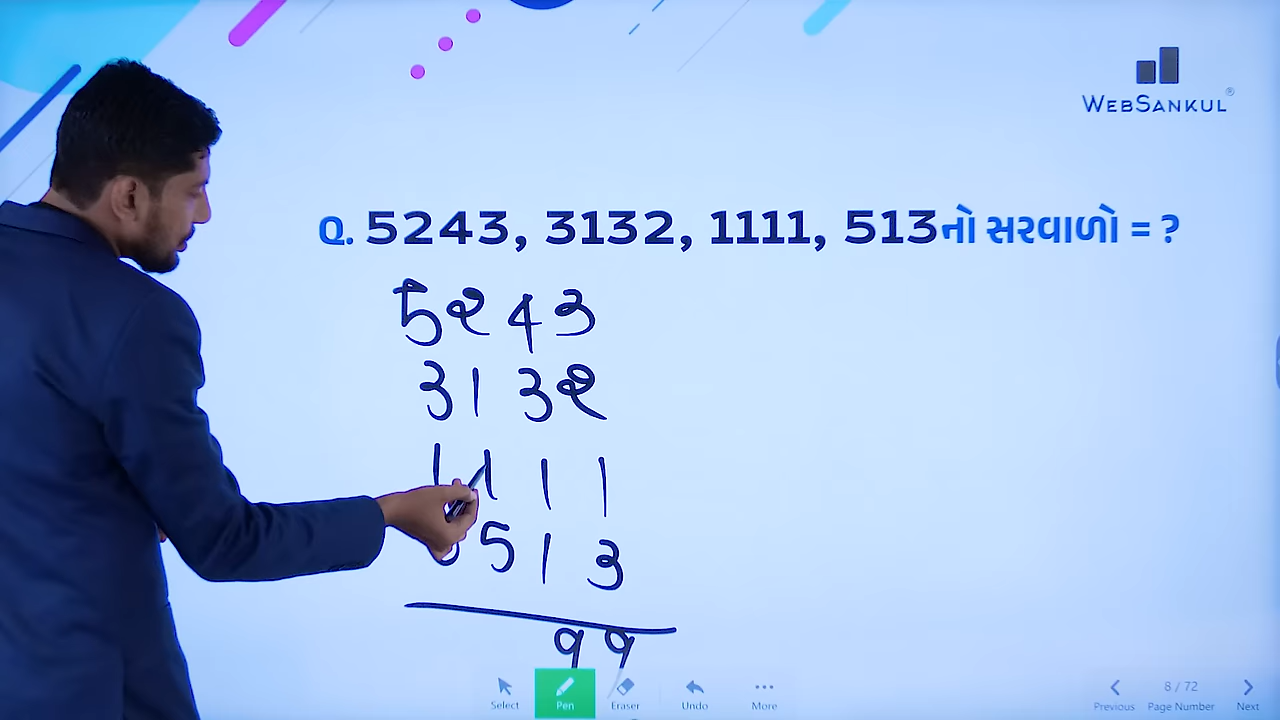 WEBSANKUL®
Q. 5243, 3132, 1111, 513નો સરવાળો = ?
5243
3132
1111
0513
99
Select
Pen
Eraser
Undo
More
Previous
8 / 72
Page Number
Next